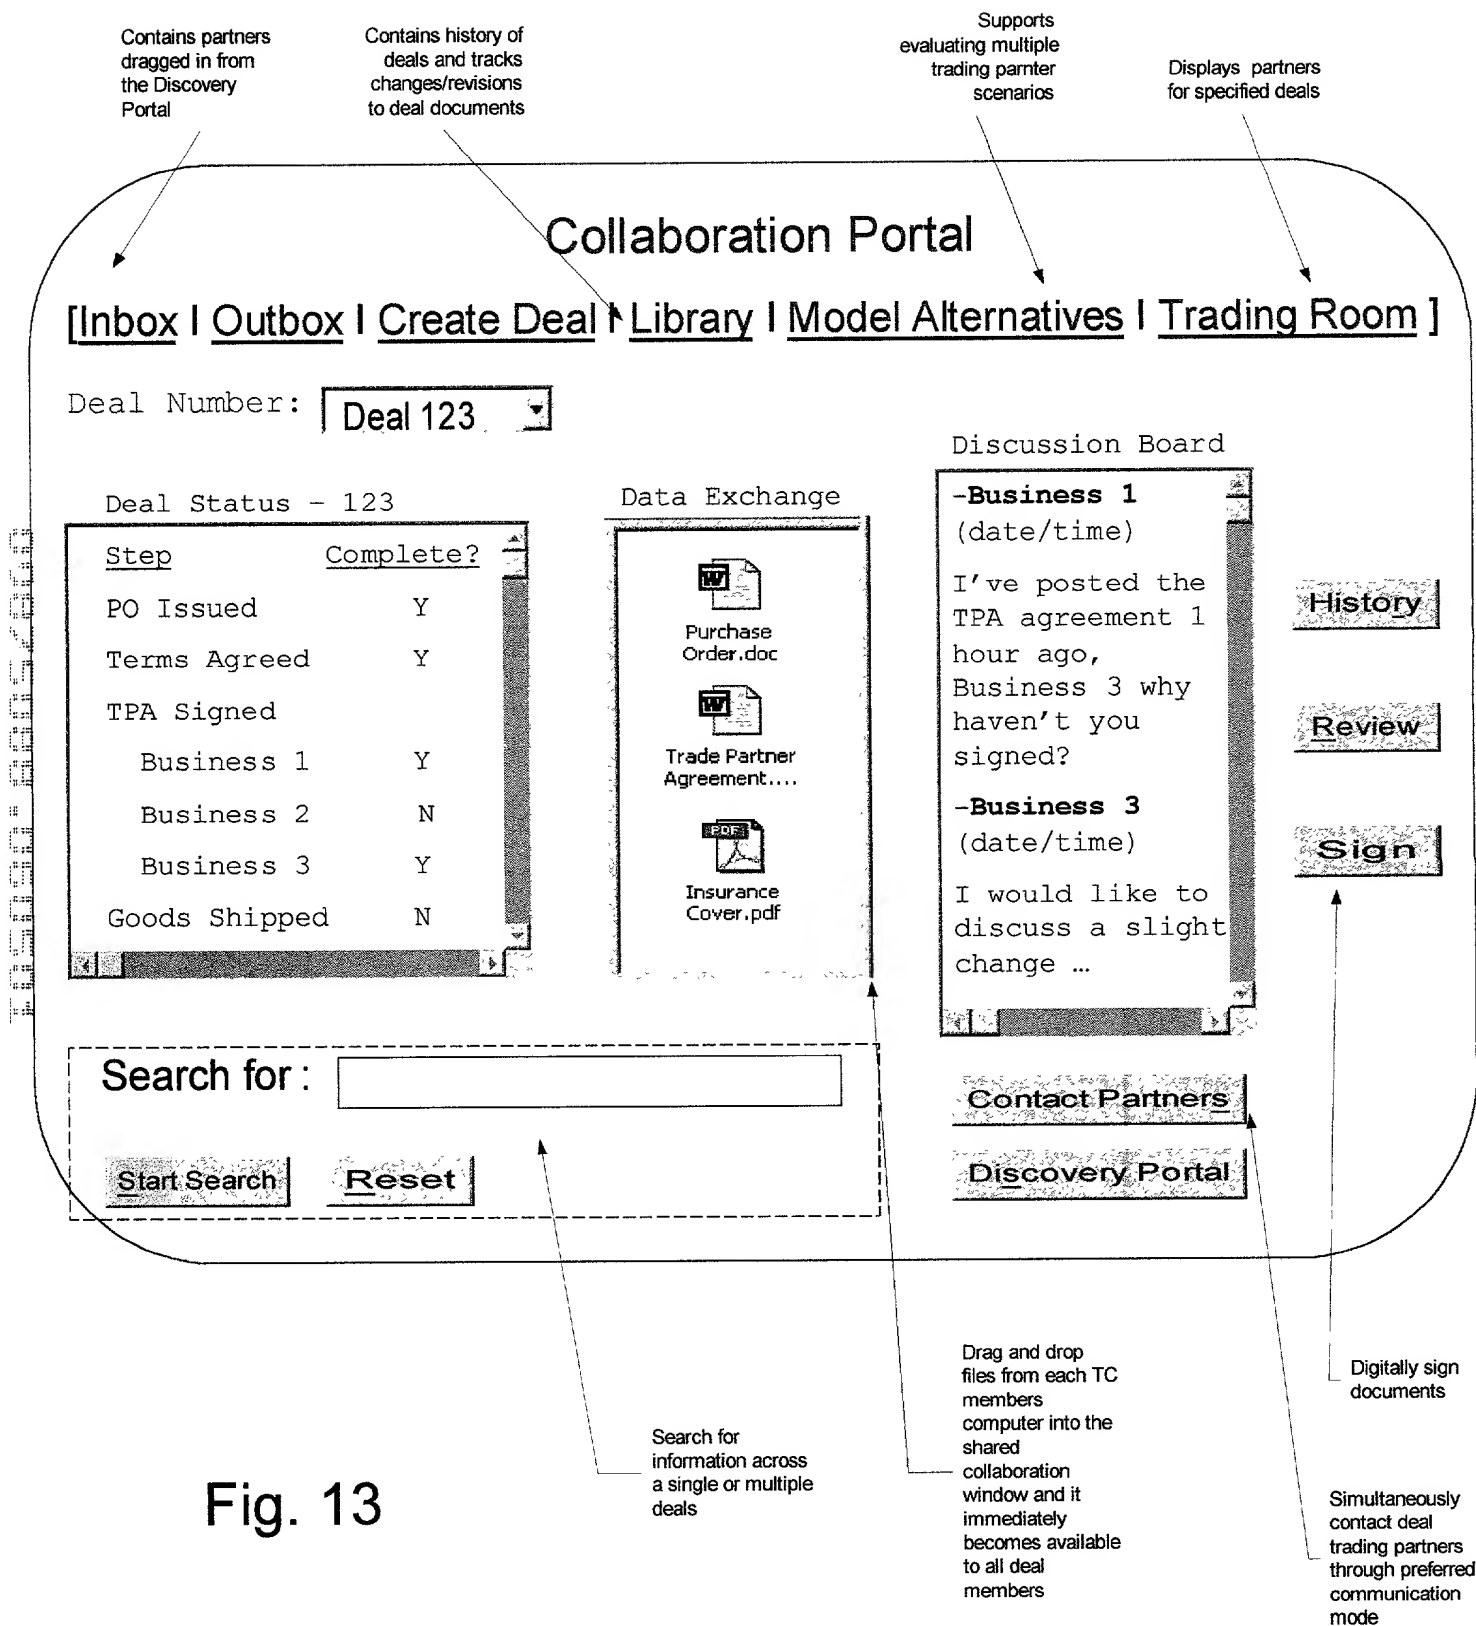 Contains partners
dragged in from
the Discovery
Portal
Contains history of
deals and tracks
changes/revisions
to deal documents
Supports
evaluating multiple
trading parnter
scenarios
Displays partners
for specified deals
Collaboration Portal
[Inbox | Outbox | Create Deal | Library | Model Alternatives | Trading Room ]
Deal Number: Deal 123
Deal Status - 123
Step Complete?
PO Issued Y
Terms Agreed Y
TPA Signed
Business 1 Y
Business 2 N
Business 3 Y
Goods Shipped N
Data Exchange
Purchase
Order.doc
Trade Partner
Agreement....
PDF
Insurance
Cover.pdf
Discussion Board
-Business 1
(date/time)
I've posted the
TPA agreement 1
hour ago,
Business 3 why
haven't you
signed?
-Business 3
(date/time)
I would like to
discuss a slight
change …
History
Review
Sign
Search for :
Start Search Reset
Contact Partners
Discovery Portal
Search for
information across
a single or multiple
deals
Drag and drop
files from each TC
members
computer into the
shared
collaboration
window and it
immediately
becomes available
to all deal
members
Digitally sign
documents
Simultaneously
contact deal
trading partners
through preferred
communication
mode
Fig. 13